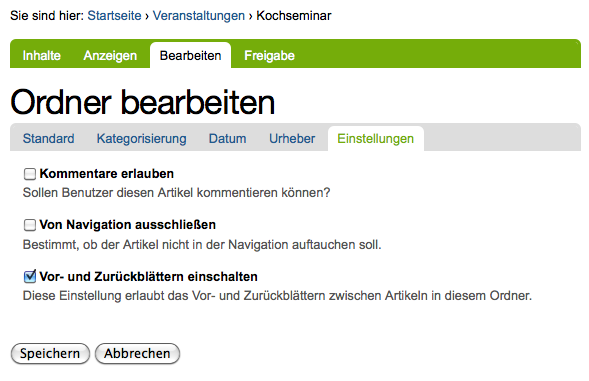 Sie sind hier: Startseite › Veranstaltungen › Kochseminar
Inhalte Anzeigen Bearbeiten Freigabe
Ordner bearbeiten
Standard Kategorisierung Datum Urheber Einstellungen
Kommentare erlauben
Sollen Benutzer diesen Artikel kommentieren können?
Von Navigation ausschließen
Bestimmt, ob der Artikel nicht in der Navigation auftauchen soll.
Vor- und Zurückblättern einschalten
Diese Einstellung erlaubt das Vor- und Zurückblättern zwischen Artikeln in diesem Ordner.
Speichern Abbrechen